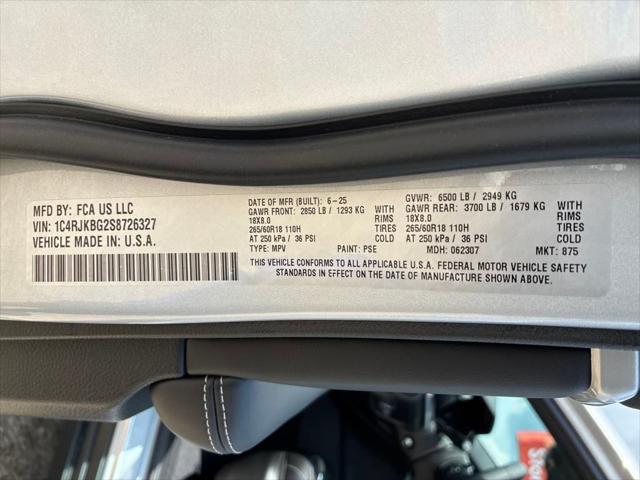 MFD BY: FCA US LLC
VIN: 1C4RJKBG2S8726327
VEHICLE MADE IN U.S.A.
DATE OF MFR (BUILT): 6-25
GAWR FRONT: 2850 LB / 1293 KG WITH
18X8.0 RIMS
265/60R18 110H TIRES
AT 250 kPa / 36 PSI COLD
TYPE: MPV PAINT: PSE
GVWR: 6500 LB / 2949 KG
GAWR REAR: 3700 LB / 1679 KG WITH
18X8.0 RIMS
265/60R18 110H TIRES
AT 250 kPa / 36 PSI COLD
MDH: 062307 MKT: 875
THIS VEHICLE CONFORMS TO ALL APPLICABLE U.S.A. FEDERAL MOTOR VEHICLE SAFETY
STANDARDS IN EFFECT ON THE DATE OF MANUFACTURE SHOWN ABOVE.